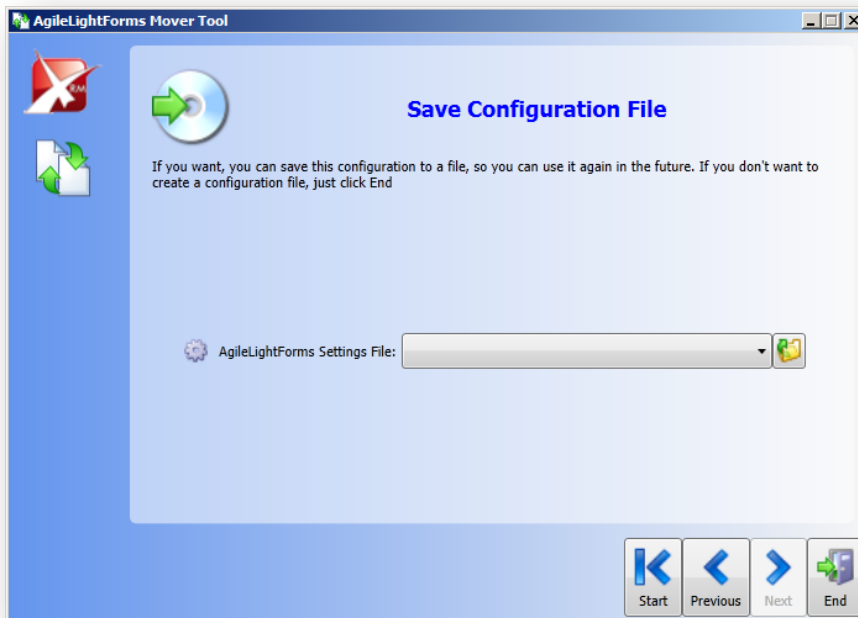 AgileLightForms Mover Tool
RM
Save Configuration File
If you want, you can save this configuration to a file, so you can use it again in the future. If you don't want to
create a configuration file, just click End
AgileLightForms Settings File:
Start Previous Next End